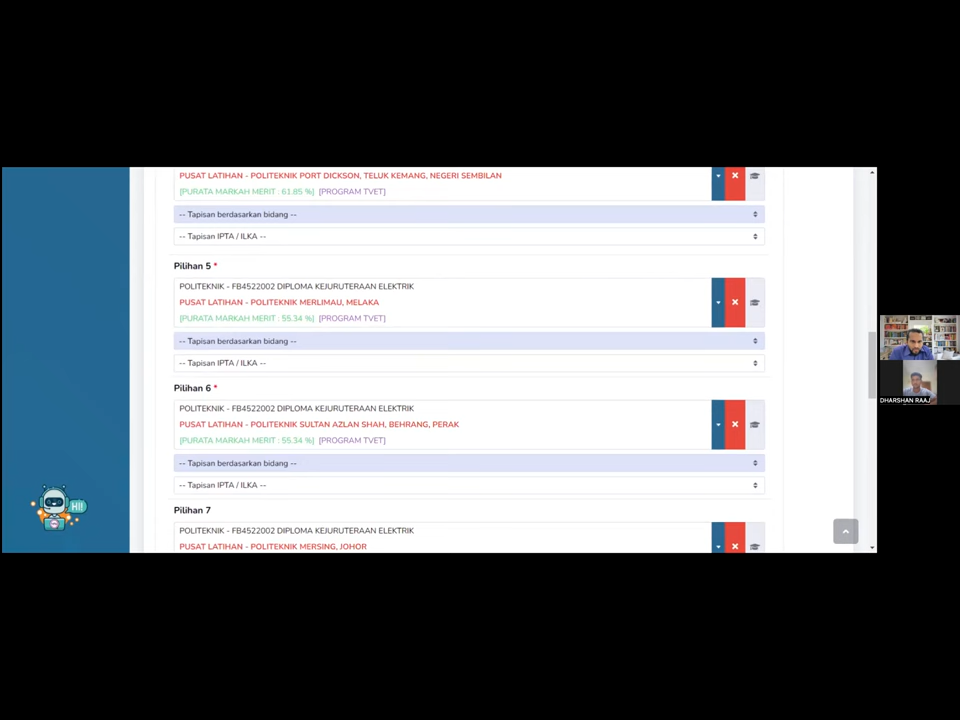 PUSAT LATIHAN - POLITEKNIK PORT DICKSON, TELUK KEMANG, NEGERI SEMBILAN
[PURATA MARKAH MERIT : 61.85 %] [PROGRAM TVET]
-- Tapisan berdasarkan bidang --
-- Tapisan IPTA / ILKA --
Pilihan 5 *
POLITEKNIK - FB4522002 DIPLOMA KEJURUTERAAN ELEKTRIK
PUSAT LATIHAN - POLITEKNIK MERLIMAU, MELAKA
[PURATA MARKAH MERIT : 55.34 %] [PROGRAM TVET]
-- Tapisan berdasarkan bidang --
-- Tapisan IPTA / ILKA --
Pilihan 6 *
POLITEKNIK - FB4522002 DIPLOMA KEJURUTERAAN ELEKTRIK
PUSAT LATIHAN - POLITEKNIK SULTAN AZLAN SHAH, BEHRANG, PERAK
[PURATA MARKAH MERIT : 55.34 %] [PROGRAM TVET]
-- Tapisan berdasarkan bidang --
-- Tapisan IPTA / ILKA --
Pilihan 7
POLITEKNIK - FB4522002 DIPLOMA KEJURUTERAAN ELEKTRIK
PUSAT LATIHAN - POLITEKNIK MERSING, JOHOR
HI!
DHARSHAN RAAJ